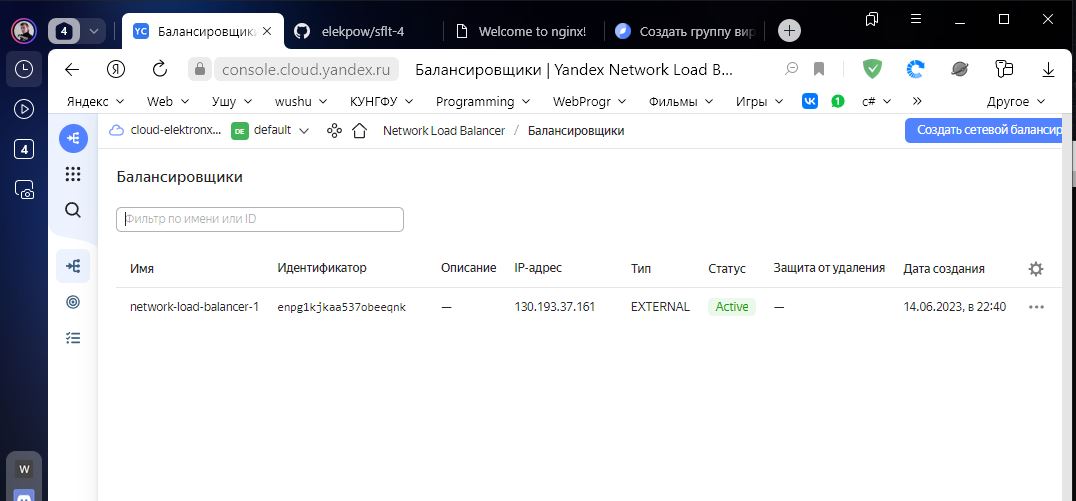 4 YC Балансировщики elekpow/sflt-4 Welcome to nginx! Создать группу вир
console.cloud.yandex.ru Балансировщики | Yandex Network Load B...
Яндекс Web Ушу wushu КУНГФУ Programming WebProgr Фильмы Игры VK 1 c# » Другое
4
cloud-elektronx... DE default Network Load Balancer / Балансировщики Создать сетевой балансир
Балансировщики
Фильтр по имени или ID
Имя Идентификатор Описание IP-адрес Тип Статус Защита от удаления Дата создания
network-load-balancer-1 enpg1kjkaa537obeeqnk — 130.193.37.161 EXTERNAL Active — 14.06.2023, в 22:40
W